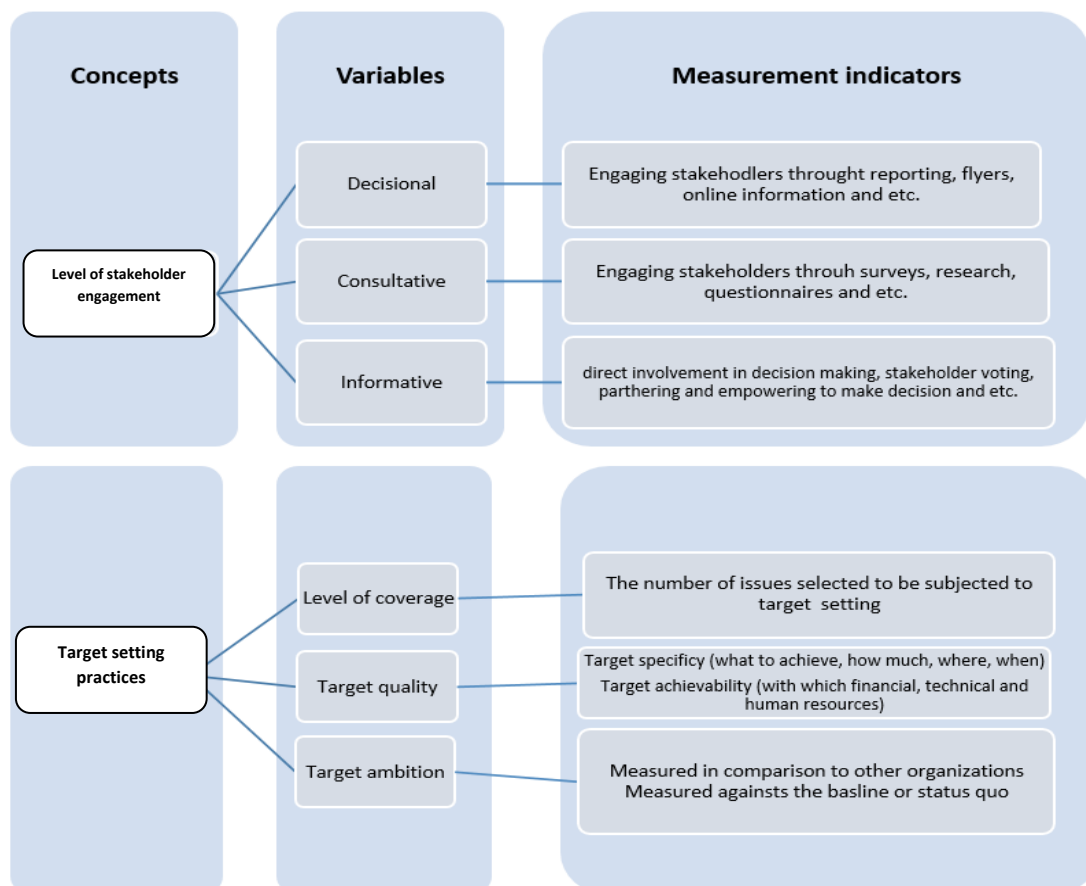 Concepts
Variables
Measurement indicators
Level of stakeholder
engagement
Decisional
Engaging stakehodlers throught reporting, flyers,
online information and etc.
Consultative
Engaging stakeholders throuh surveys, research,
questionnaires and etc.
Informative
direct involvement in decision making, stakeholder voting,
parthering and empowering to make decision and etc.
Target setting
practices
Level of coverage
The number of issues selected to be subjected to
target setting
Target quality
Target specificy (what to achieve, how much, where, when)
Target achievability (with which financial, technical and
human resources)
Target ambition
Measured in comparison to other organizations
Measured againsts the basline or status quo